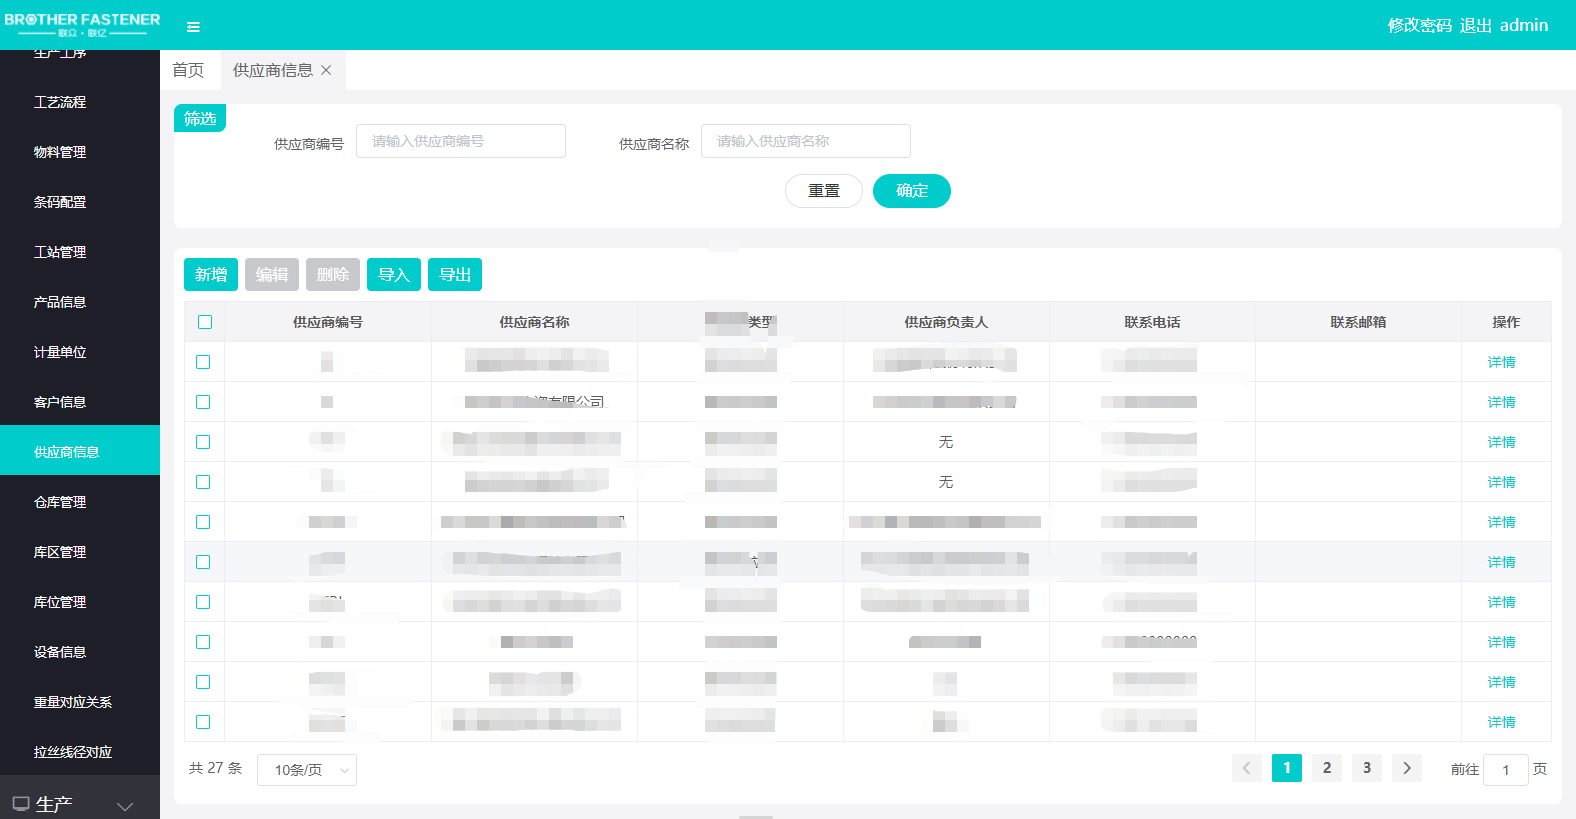 BROTHER FASTENER
联众·联亿
修改密码 退出 admin
生产工序
工艺流程
物料管理
条码配置
工站管理
产品信息
计量单位
客户信息
供应商信息
仓库管理
库区管理
库位管理
设备信息
重量对应关系
拉丝线径对应
生产
首页 供应商信息
筛选
供应商编号 请输入供应商编号 供应商名称 请输入供应商名称
重置 确定
新增 编辑 删除 导入 导出
供应商编号 供应商名称 类型 供应商负责人 联系电话 联系邮箱 操作
详情
有限公司 详情
无 详情
无 详情
详情
详情
详情
详情
详情
详情
共 27 条 10条/页 1 2 3 前往 1 页